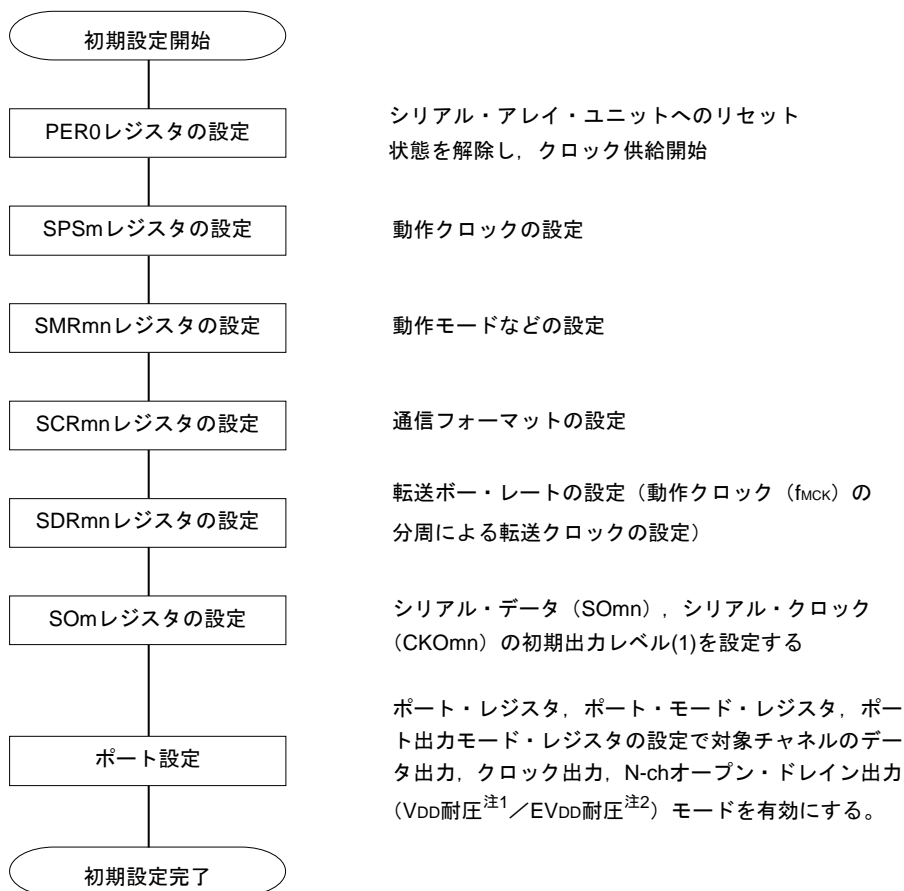 初期設定開始
PER0レジスタの設定
シリアル・アレイ・ユニットへのリセット
状態を解除し，クロック供給開始
SPSmレジスタの設定
動作クロックの設定
SMRmnレジスタの設定
動作モードなどの設定
SCRmnレジスタの設定
通信フォーマットの設定
SDRmnレジスタの設定
転送ボー・レートの設定（動作クロック（fMCK）の
分周による転送クロックの設定）
SOmレジスタの設定
シリアル・データ（SOmn），シリアル・クロック
（CKOmn）の初期出力レベル(1)を設定する
ポート設定
ポート・レジスタ，ポート・モード・レジスタ，ポー
ト出力モード・レジスタの設定で対象チャネルのデー
タ出力，クロック出力，N-chオープン・ドレイン出力
（VDD耐圧注1／EVDD耐圧注2）モードを有効にする。
初期設定完了